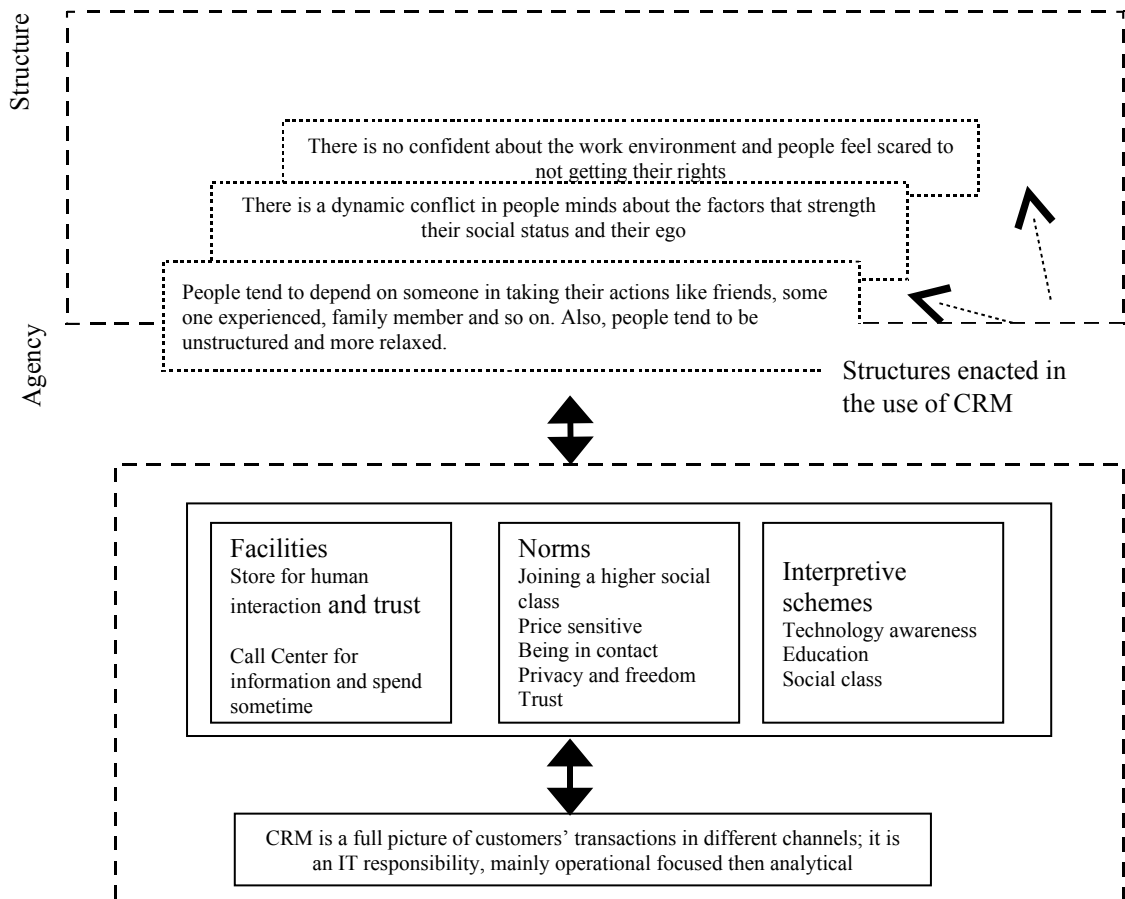 Structure
There is no confident about the work environment and people feel scared to
not getting their rights
There is a dynamic conflict in people minds about the factors that strength
their social status and their ego
People tend to depend on someone in taking their actions like friends, some
one experienced, family member and so on. Also, people tend to be
unstructured and more relaxed.
Agency
Structures enacted in
the use of CRM
Facilities
Store for human
interaction and trust
Call Center for
information and spend
sometime
Norms
Joining a higher social
class
Price sensitive
Being in contact
Privacy and freedom
Trust
Interpretive
schemes
Technology awareness
Education
Social class
CRM is a full picture of customers’ transactions in different channels; it is
an IT responsibility, mainly operational focused then analytical